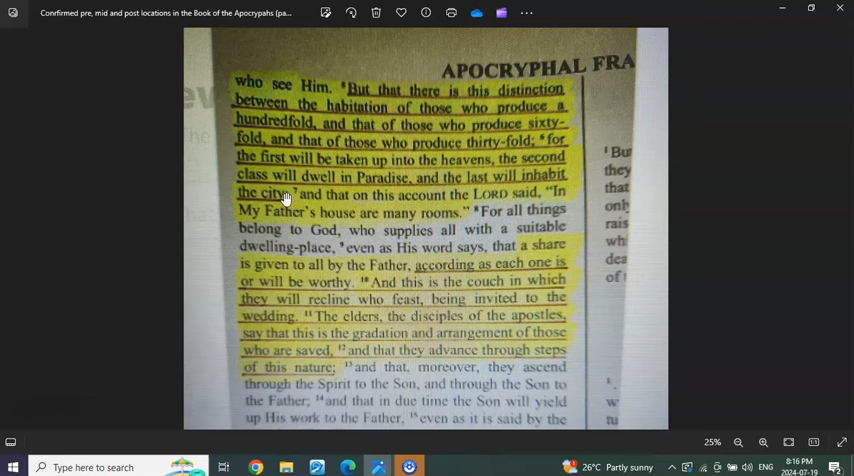 Confirmed pre, mid and post locations in the Book of the Apocrypahs (pa...
APOCRYPHAL FRA
who see Him. ⁵But that there is this distinction
between the habitation of those who produce a
hundredfold, and that of those who produce sixty-
fold, and that of those who produce thirty-fold; ⁶for
the first will be taken up into the heavens, the second
class will dwell in Paradise, and the last will inhabit
the city; ⁷and that on this account the LORD said, "In
My Father's house are many rooms." ⁸For all things
belong to God, who supplies all with a suitable
dwelling-place, ⁹even as His word says, that a share
is given to all by the Father, according as each one is
or will be worthy. ¹⁰And this is the couch in which
they will recline who feast, being invited to the
wedding. ¹¹The elders, the disciples of the apostles,
say that this is the gradation and arrangement of those
who are saved, ¹²and that they advance through steps
of this nature; ¹³and that, moreover, they ascend
through the Spirit to the Son, and through the Son to
the Father; ¹⁴and that in due time the Son will yield
up His work to the Father, ¹⁵even as it is said by the
¹Bu
they
that
only
rais
whi
dea
of t
25%
Type here to search
26°C Partly sunny
ENG
8:16 PM
2024-07-19
2